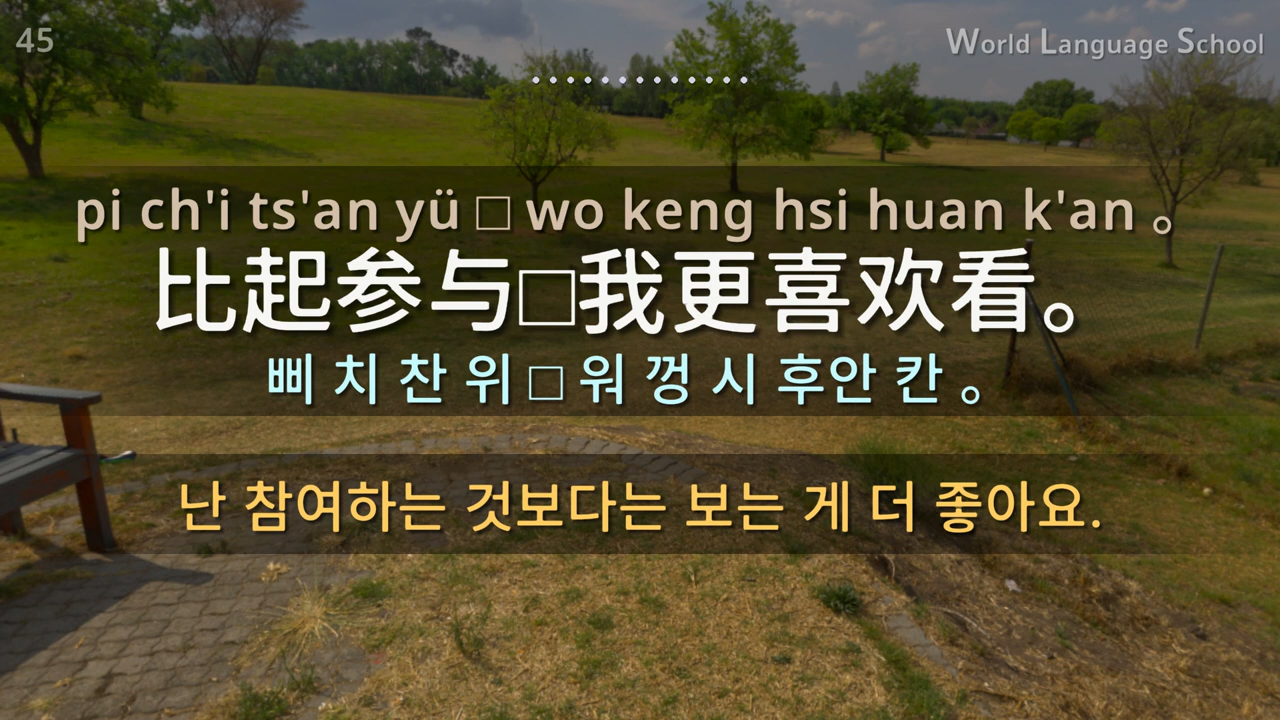 45
World Language School
pi ch'i ts'an yü □ wo keng hsi huan k'an 。
比起参与□我更喜欢看。
삐 치 찬 위 □ 워 껑 시 후안 칸 。
난 참여하는 것보다는 보는 게 더 좋아요.